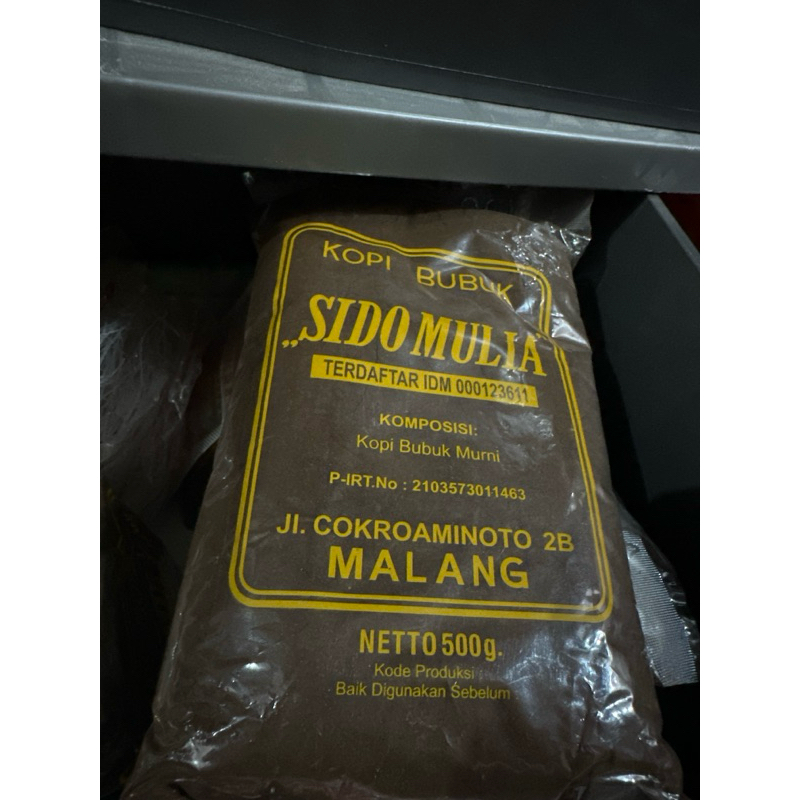 KOPI BUBUK
„SIDO MULIA
TERDAFTAR IDM 000123611
KOMPOSISI:
Kopi Bubuk Murni
P-IRT.No : 2103573011463
Jl. COKROAMINOTO 2B
MALANG
NETTO 500g.
Kode Produksi :
Baik Digunakan Sebelum